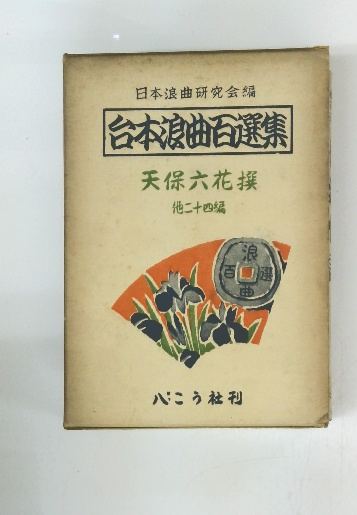 日本浪曲研究会編
台本浪曲百選集
天保六花撰
他二十四編
浪曲百選
八こう社刊